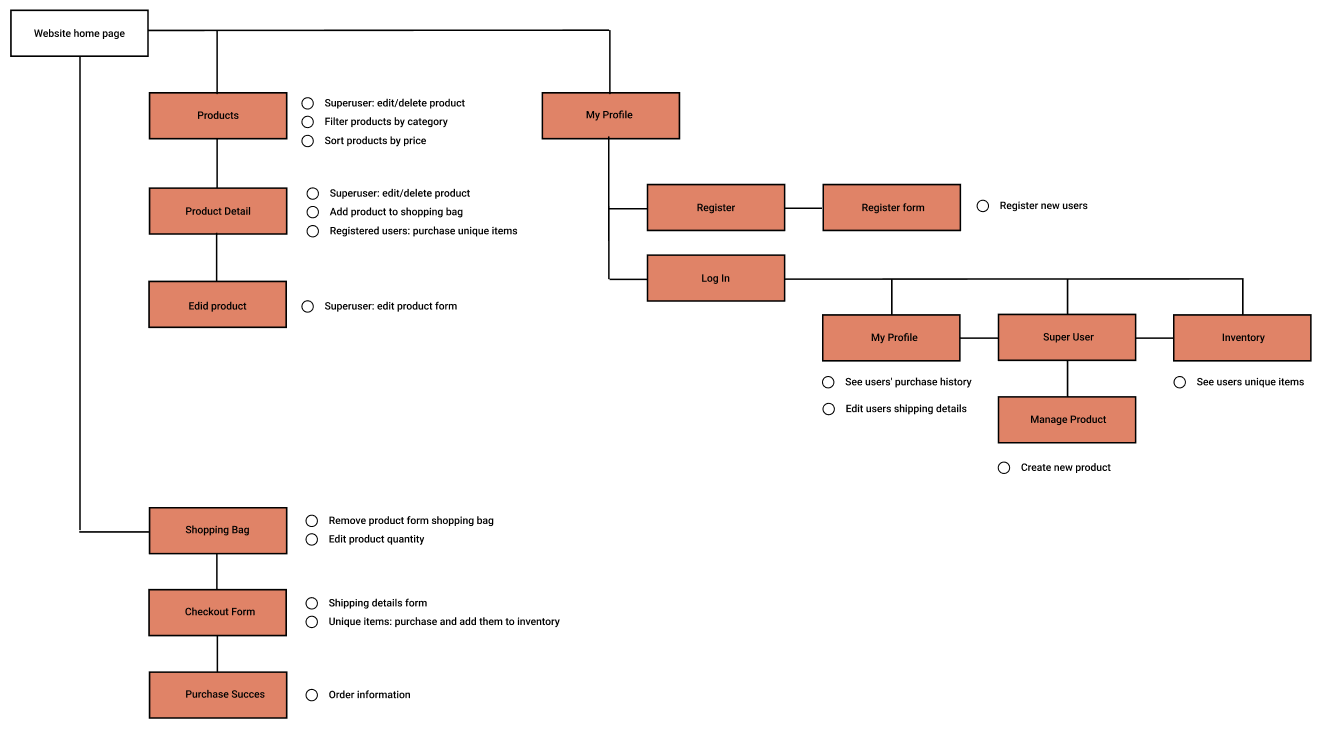 Website home page
Products
Superuser: edit/delete product
Filter products by category
Sort products by price
My Profile
Product Detail
Superuser: edit/delete product
Add product to shopping bag
Registered users: purchase unique items
Register
Register form
Register new users
Log In
Edid product
Superuser: edit product form
My Profile
Super User
Inventory
See users' purchase history
Edit users shipping details
See users unique items
Manage Product
Create new product
Shopping Bag
Remove product form shopping bag
Edit product quantity
Checkout Form
Shipping details form
Unique items: purchase and add them to inventory
Purchase Succes
Order information